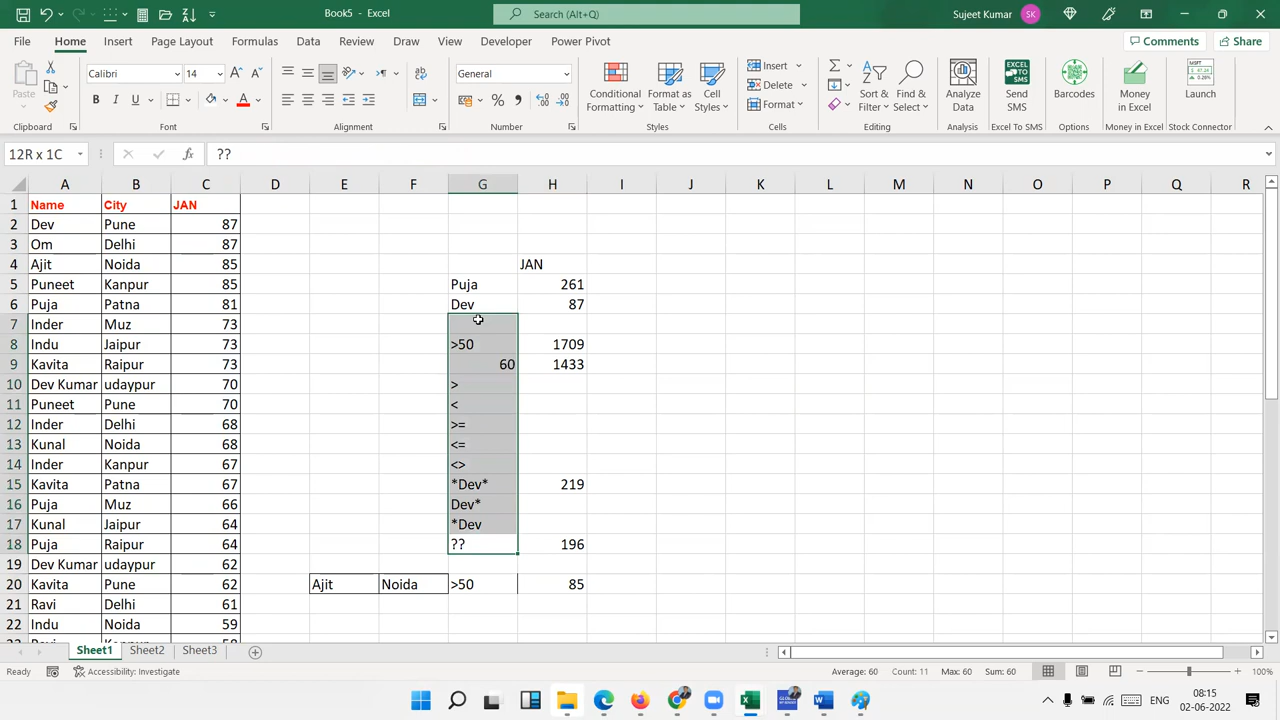 Book5 - Excel
Search (Alt+Q)
Sujeet Kumar SK
File Home Insert Page Layout Formulas Data Review View Draw Developer Power Pivot Comments Share
Paste
Calibri 14
General
Conditional Formatting
Format as Table
Cell Styles
Insert
Delete
Format
Sort & Filter
Find & Select
Analyze Data
Send SMS
Barcodes
Money in Excel
Launch
Clipboard Font Alignment Number Styles Cells Editing Analysis Excel To SMS Options Money in Excel Stock Connector
12R x 1C fx ??
A B C D E F G H I J K L M N O P Q R
1 Name City JAN
2 Dev Pune 87
3 Om Delhi 87
4 Ajit Noida 85 JAN
5 Puneet Kanpur 85 Puja 261
6 Puja Patna 81 Dev 87
7 Inder Muz 73
8 Indu Jaipur 73 >50 1709
9 Kavita Raipur 73 60 1433
10 Dev Kumar udaypur 70 >
11 Puneet Pune 70 <
12 Inder Delhi 68 >=
13 Kunal Noida 68 <=
14 Inder Kanpur 67 <>
15 Kavita Patna 67 *Dev* 219
16 Puja Muz 66 Dev*
17 Kunal Jaipur 64 *Dev
18 Puja Raipur 64 ?? 196
19 Dev Kumar udaypur 62
20 Kavita Pune 62 Ajit Noida >50 85
21 Ravi Delhi 61
22 Indu Noida 59
Sheet1 Sheet2 Sheet3
Ready Accessibility: Investigate Average: 60 Count: 11 Max: 60 Sum: 60 100%
ENG 08:15
02-06-2022